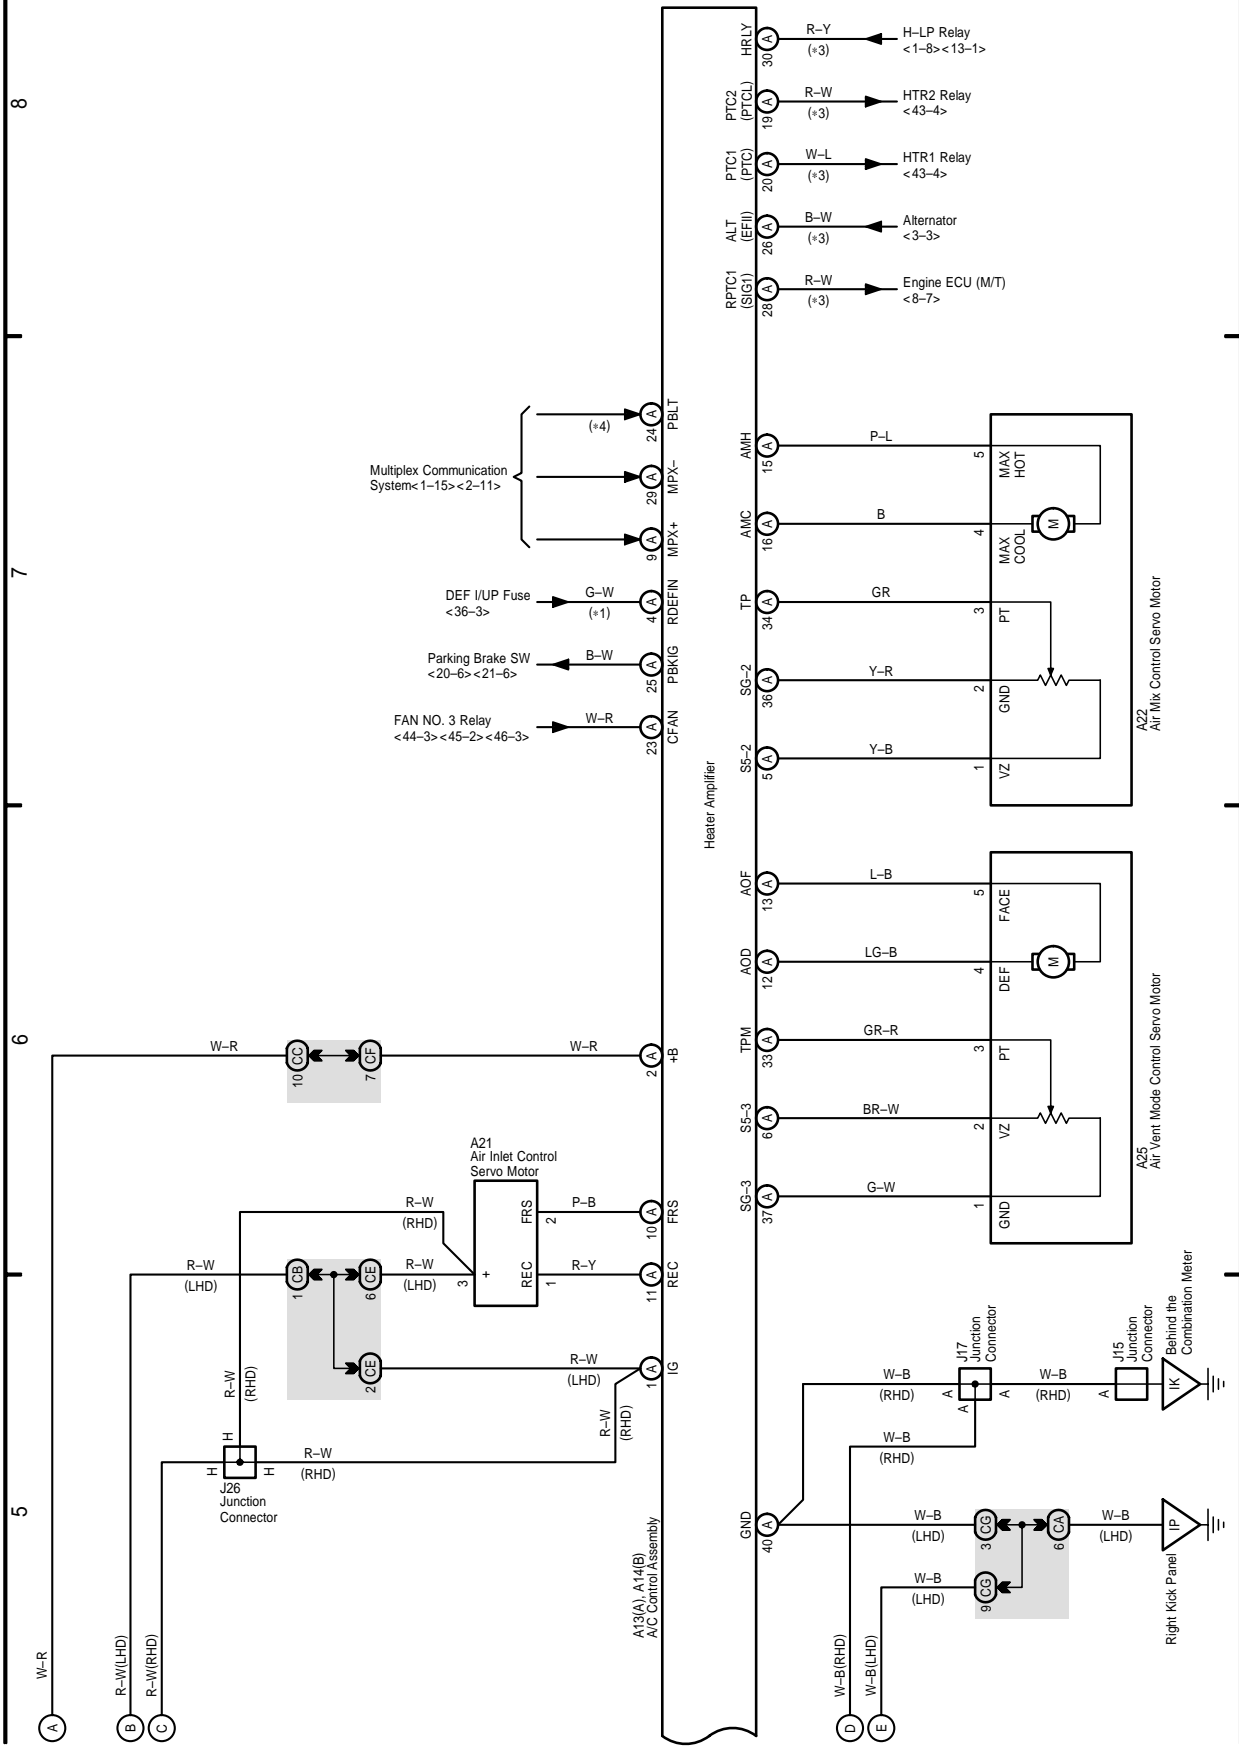 8
7
6
5
HRLY
30
A
R–Y
(∗3)
H–LP Relay
<1–8><13–1>
PTC2
(PTCL)
19
A
R–W
(∗3)
HTR2 Relay
<43–4>
PTC1
(PTC)
20
A
W–L
(∗3)
HTR1 Relay
<43–4>
ALT
(EFII)
26
A
B–W
(∗3)
Alternator
<3–3>
RPTC1
(SIG1)
28
A
R–W
(∗3)
Engine ECU (M/T)
<8–7>
Multiplex Communication
System<1–15><2–11>
(∗4)
24
A
PBLT
29
A
MPX–
9
A
MPX+
DEF I/UP Fuse
<36–3>
G–W
(∗1)
4
A
RDEFIN
Parking Brake SW
<20–6><21–6>
B–W
25
A
PBKIG
FAN NO. 3 Relay
<44–3><45–2><46–3>
W–R
23
A
CFAN
AMH
15
A
P–L
5
MAX
HOT
AMC
16
A
B
4
MAX
COOL
M
TP
34
A
GR
3
PT
SG–2
36
A
Y–R
2
GND
S5–2
5
A
Y–B
1
VZ
A22
Air Mix Control Servo Motor
Heater Amplifier
AOF
13
A
L–B
5
FACE
AOD
12
A
LG–B
4
DEF
M
TPM
33
A
GR–R
3
PT
S5–3
6
A
BR–W
2
VZ
SG–3
37
A
G–W
1
GND
A25
Air Vent Mode Control Servo Motor
W–R
10
CC
7
CF
W–R
2
A
+B
A21
Air Inlet Control
Servo Motor
R–W
(RHD)
FRS
2
P–B
10
A
FRS
R–W
(LHD)
1
CB
6
CE
R–W
(LHD)
3
+
REC
1
R–Y
11
A
REC
2
CE
R–W
(LHD)
1
A
IG
R–W
(RHD)
R–W
(RHD)
H
H
H
R–W
(RHD)
J26
Junction
Connector
J17
Junction
Connector
J15
Junction
Connector
Behind the
Combination Meter
W–B
(RHD)
A
A
A
W–B
(RHD)
A
IK
W–B
(RHD)
GND
40
A
W–B
(LHD)
3
CG
6
CA
W–B
(LHD)
IP
Right Kick Panel
W–B
(LHD)
9
CG
A13(A), A14(B)
A/C Control Assembly
W–R
A
R–W(LHD)
B
R–W(RHD)
C
W–B(RHD)
D
W–B(LHD)
E